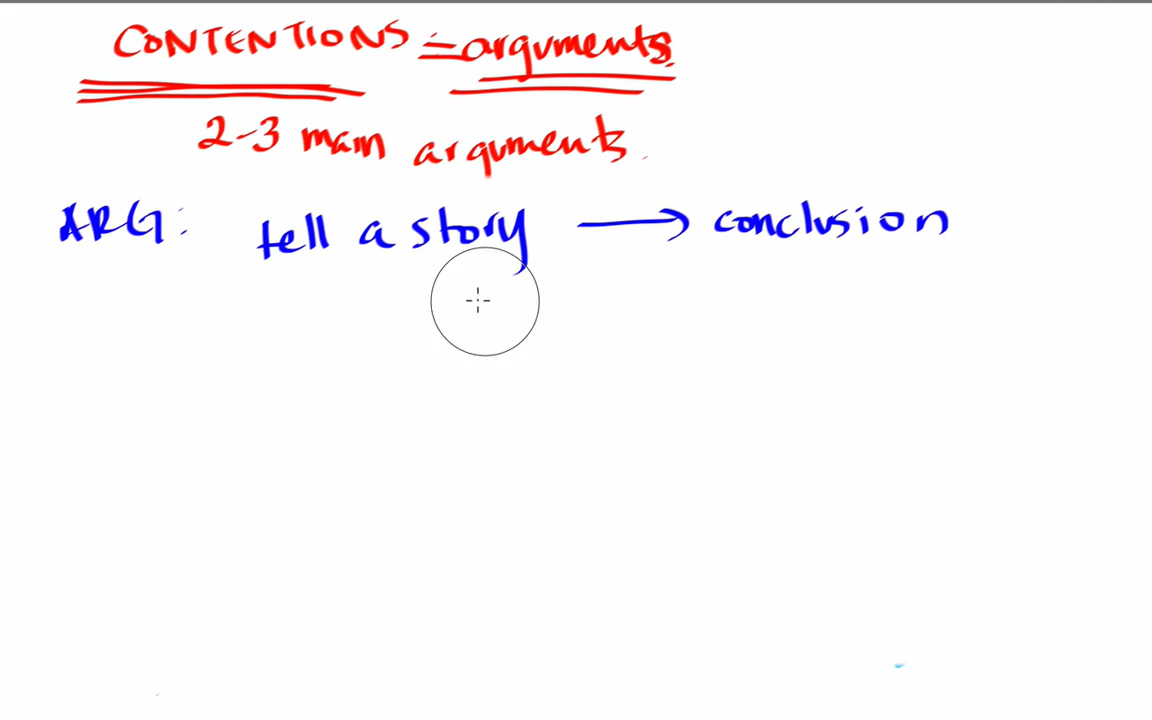 CONTENTIONS = arguments.
2-3 main arguments.
ARG: tell a story → conclusion